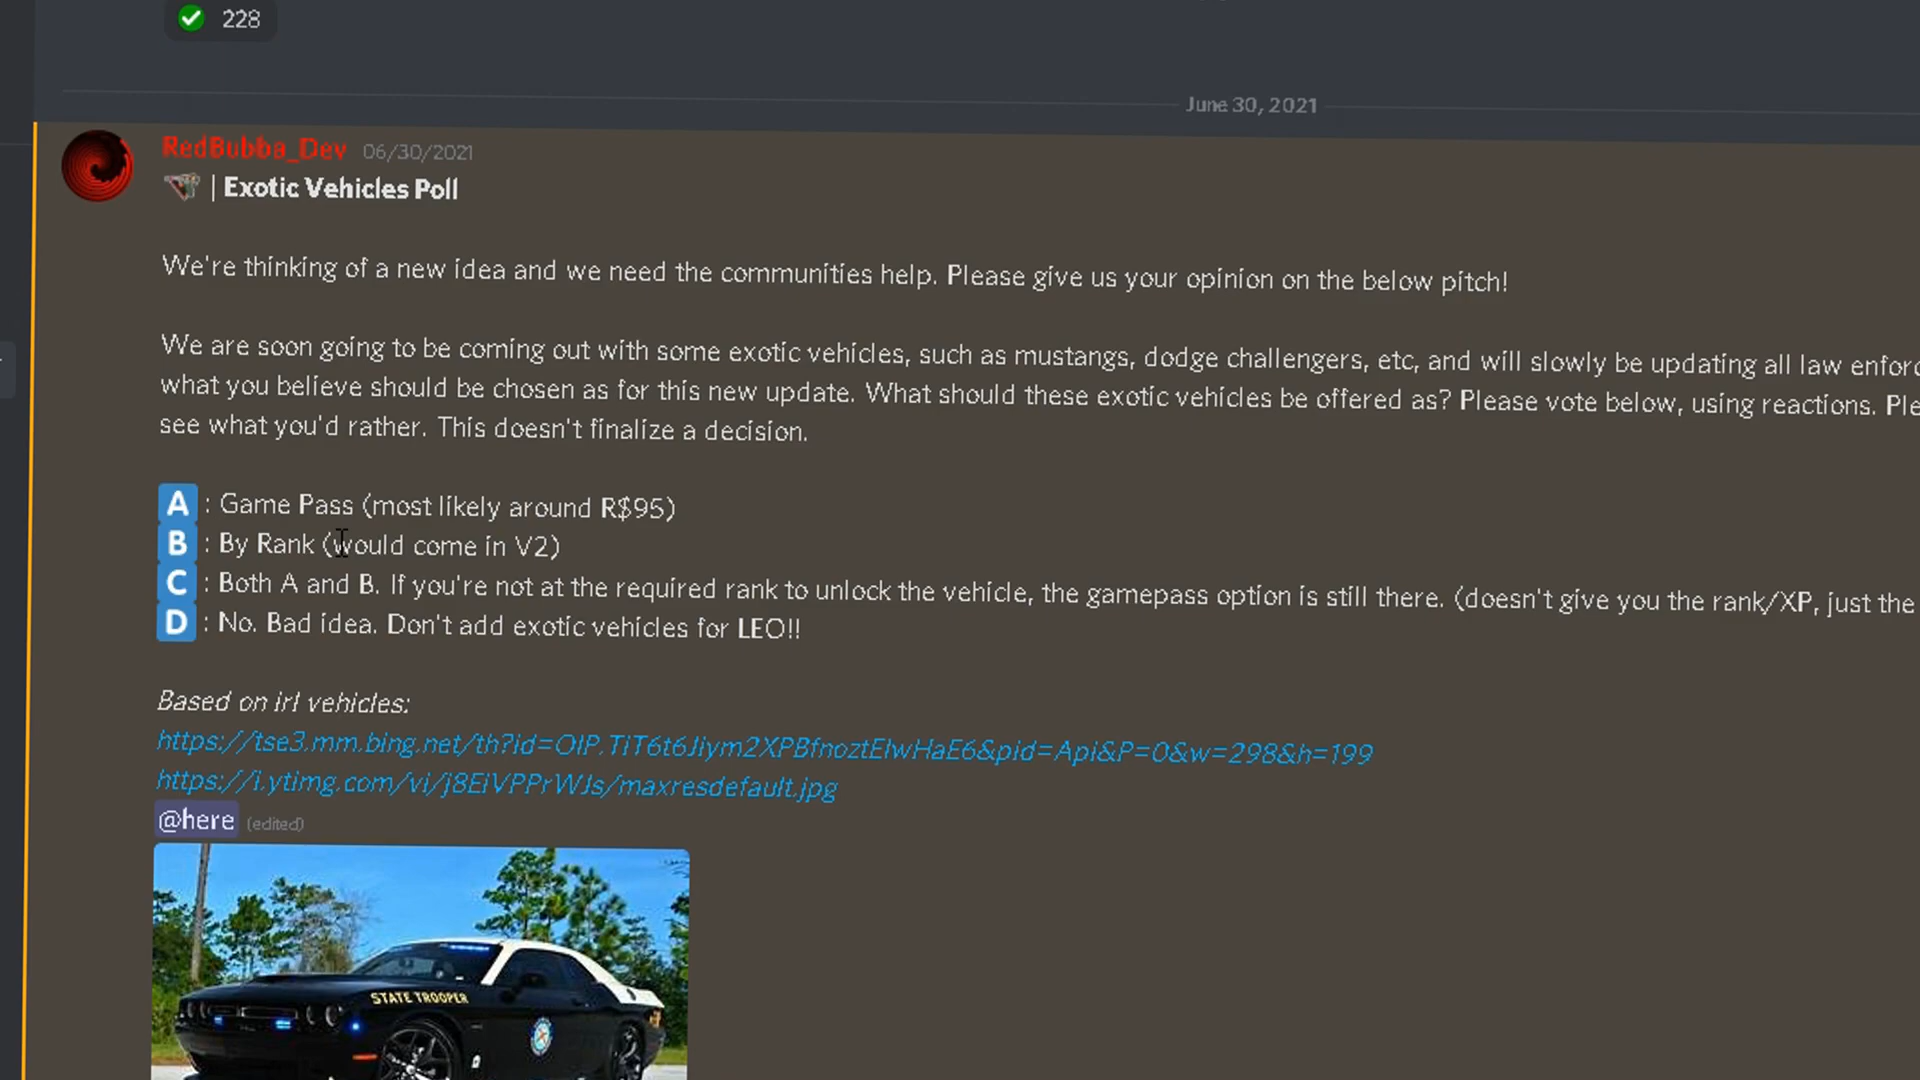 228
June 30, 2021
RedBubba_Dev 06/30/2021
| Exotic Vehicles Poll
We're thinking of a new idea and we need the communities help. Please give us your opinion on the below pitch!
We are soon going to be coming out with some exotic vehicles, such as mustangs, dodge challengers, etc, and will slowly be updating all law
what you believe should be chosen as for this new update. What should these exotic vehicles be offered as? Please vote below, using reactions.
see what you'd rather. This doesn't finalize a decision.
A : Game Pass (most likely around R$95)
B : By Rank (would come in V2)
C : Both A and B. If you're not at the required rank to unlock the vehicle, the gamepass option is still there. (doesn't give you the rank/XP, just the
D : No. Bad idea. Don't add exotic vehicles for LEO!!
Based on irl vehicles:
https://tse3.mm.bing.net/th?id=OIP.TiT6t6Jiym2XPBfnoztEIwHaE6&pid=Api&P=0&w=298&h=199
https://i.ytimg.com/vi/j8EiVPPrWJs/maxresdefault.jpg
@here (edited)
STATE TROOPER